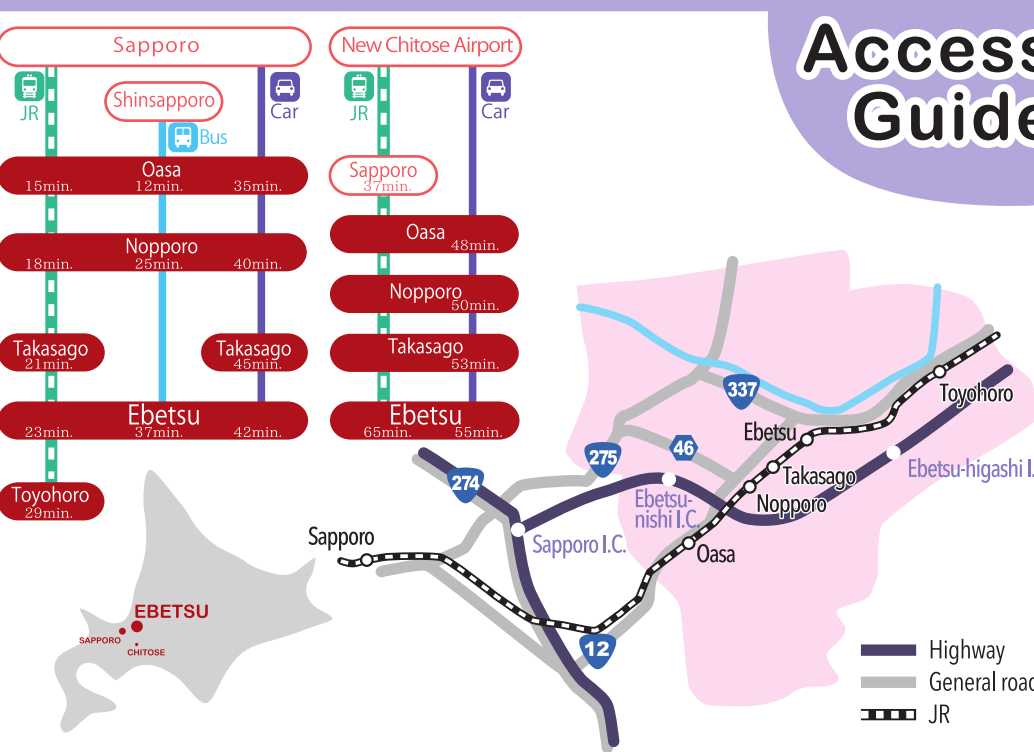 Access
Guide
Sapporo
JR
Shinsapporo
Bus
Car
Oasa
15min. 12min. 35min.
Nopporo
18min. 25min. 40min.
Takasago
21min.
Takasago
45min.
Ebetsu
23min. 37min. 42min.
Toyohoro
29min.
New Chitose Airport
JR
Car
Sapporo
37min.
Oasa
48min.
Nopporo
50min.
Takasago
53min.
Ebetsu
65min. 55min.
EBETSU
SAPPORO
CHITOSE
337
Toyohoro
Ebetsu
46
275
274
Takasago
Ebetsu-higashi I.
Ebetsu-
nishi I.C.
Nopporo
Sapporo
Sapporo I.C.
Oasa
12
Highway
General road
JR